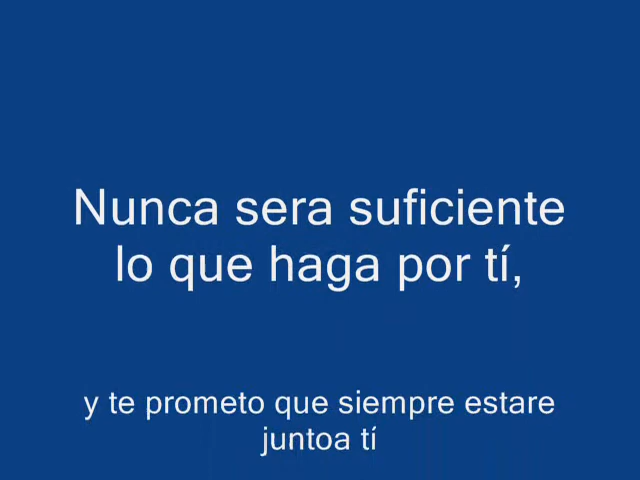 Nunca sera suficiente
lo que haga por tí,
y te prometo que siempre estare
juntoa tí